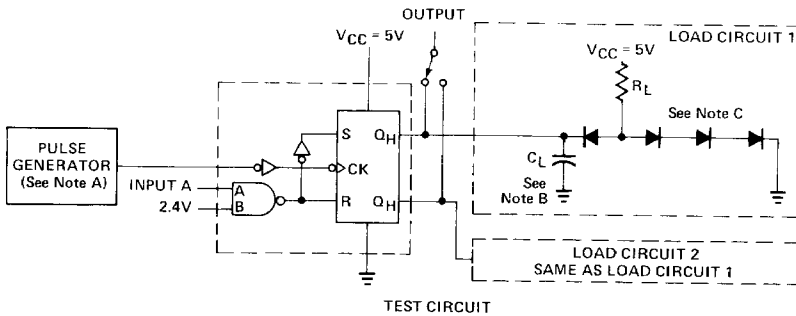 OUTPUT
VCC = 5V
LOAD CIRCUIT 1
VCC = 5V
RL
See Note C
PULSE
GENERATOR
(See Note A)
S
QH
CK
INPUT A
A
2.4V
B
R
QH
CL
See
Note B
LOAD CIRCUIT 2
SAME AS LOAD CIRCUIT 1
TEST CIRCUIT